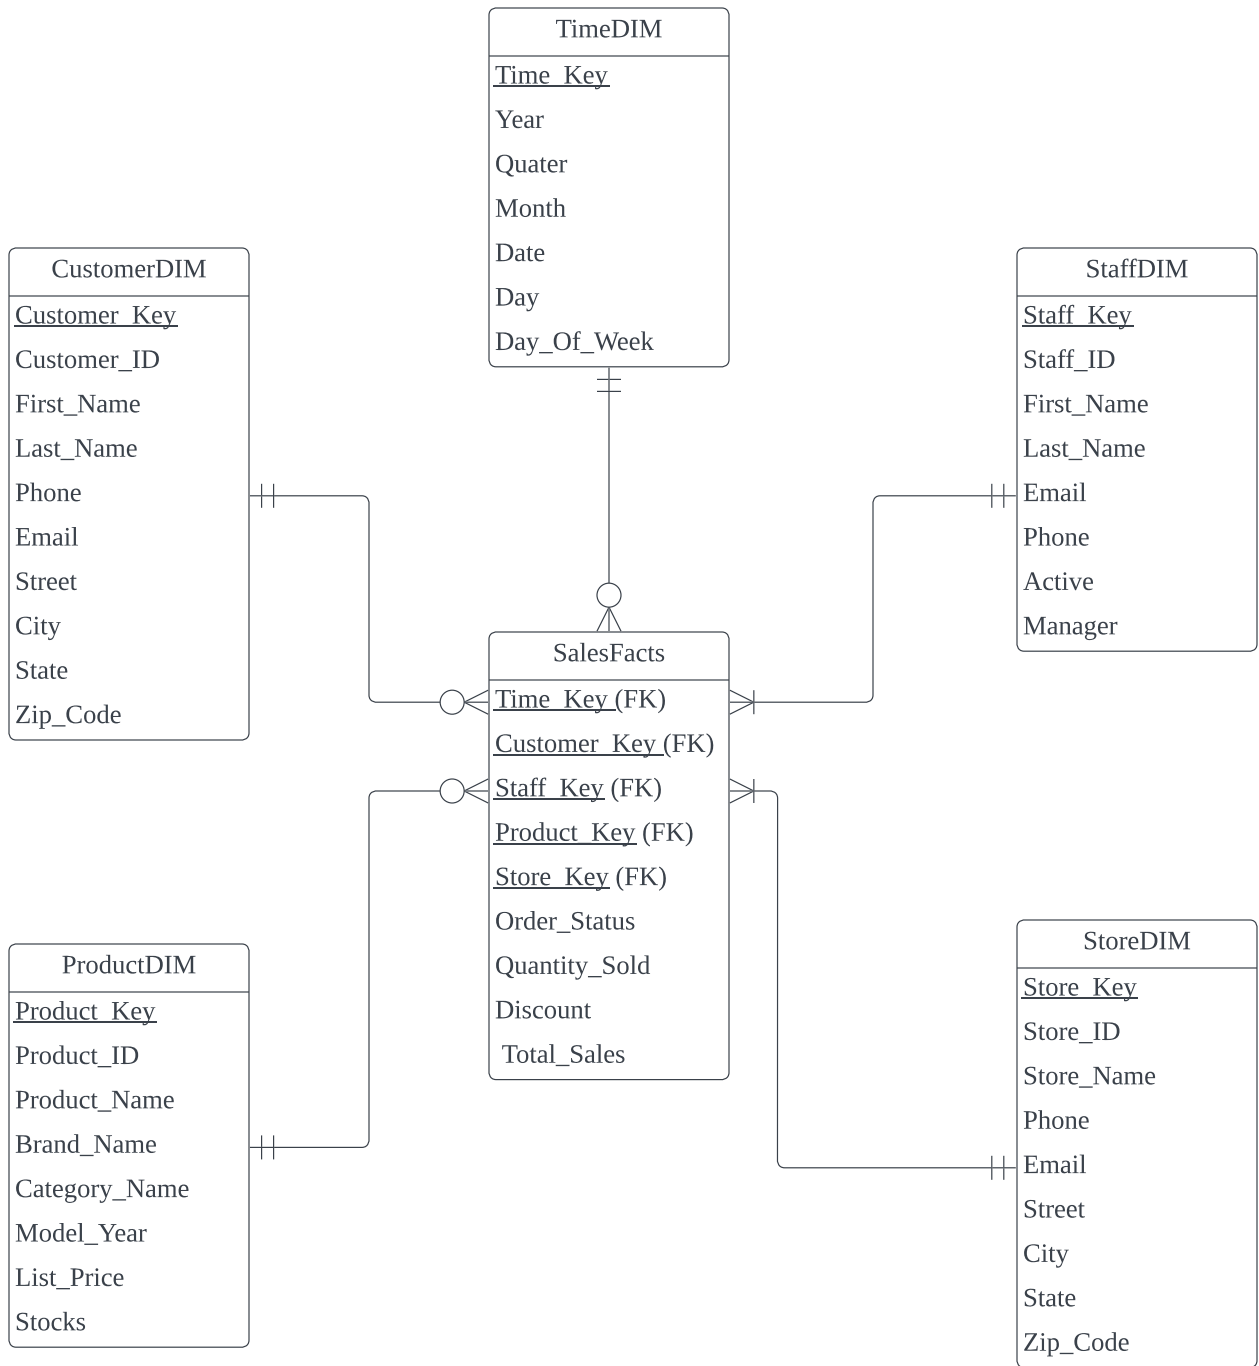 TimeDIM
Time_Key
Year
Quater
Month
Date
Day
Day_Of_Week
CustomerDIM
Customer_Key
Customer_ID
First_Name
Last_Name
Phone
Email
Street
City
State
Zip_Code
StaffDIM
Staff_Key
Staff_ID
First_Name
Last_Name
Email
Phone
Active
Manager
SalesFacts
Time_Key (FK)
Customer_Key (FK)
Staff_Key (FK)
Product_Key (FK)
Store_Key (FK)
Order_Status
Quantity_Sold
Discount
Total_Sales
ProductDIM
Product_Key
Product_ID
Product_Name
Brand_Name
Category_Name
Model_Year
List_Price
Stocks
StoreDIM
Store_Key
Store_ID
Store_Name
Phone
Email
Street
City
State
Zip_Code